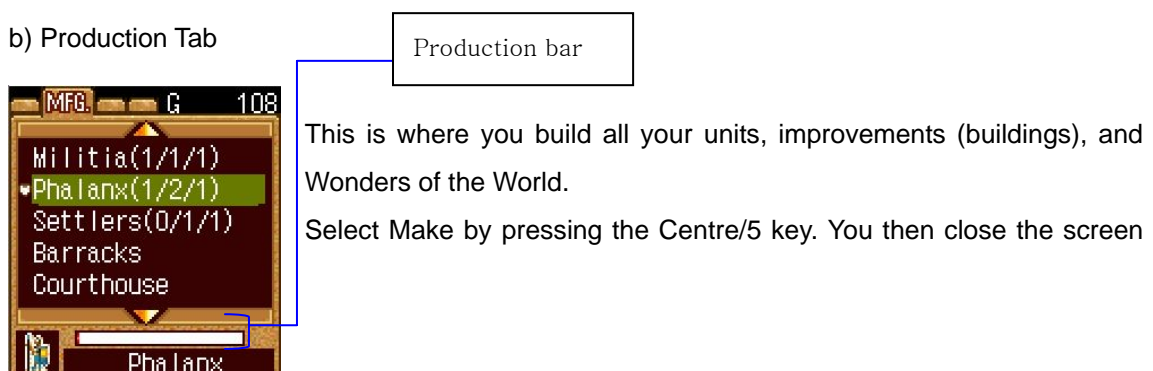 b) Production Tab
Production bar
MFG. G 108
Militia(1/1/1)
Phalanx(1/2/1)
Settlers(0/1/1)
Barracks
Courthouse
Phalanx
This is where you build all your units, improvements (buildings), and
Wonders of the World.
Select Make by pressing the Centre/5 key. You then close the screen